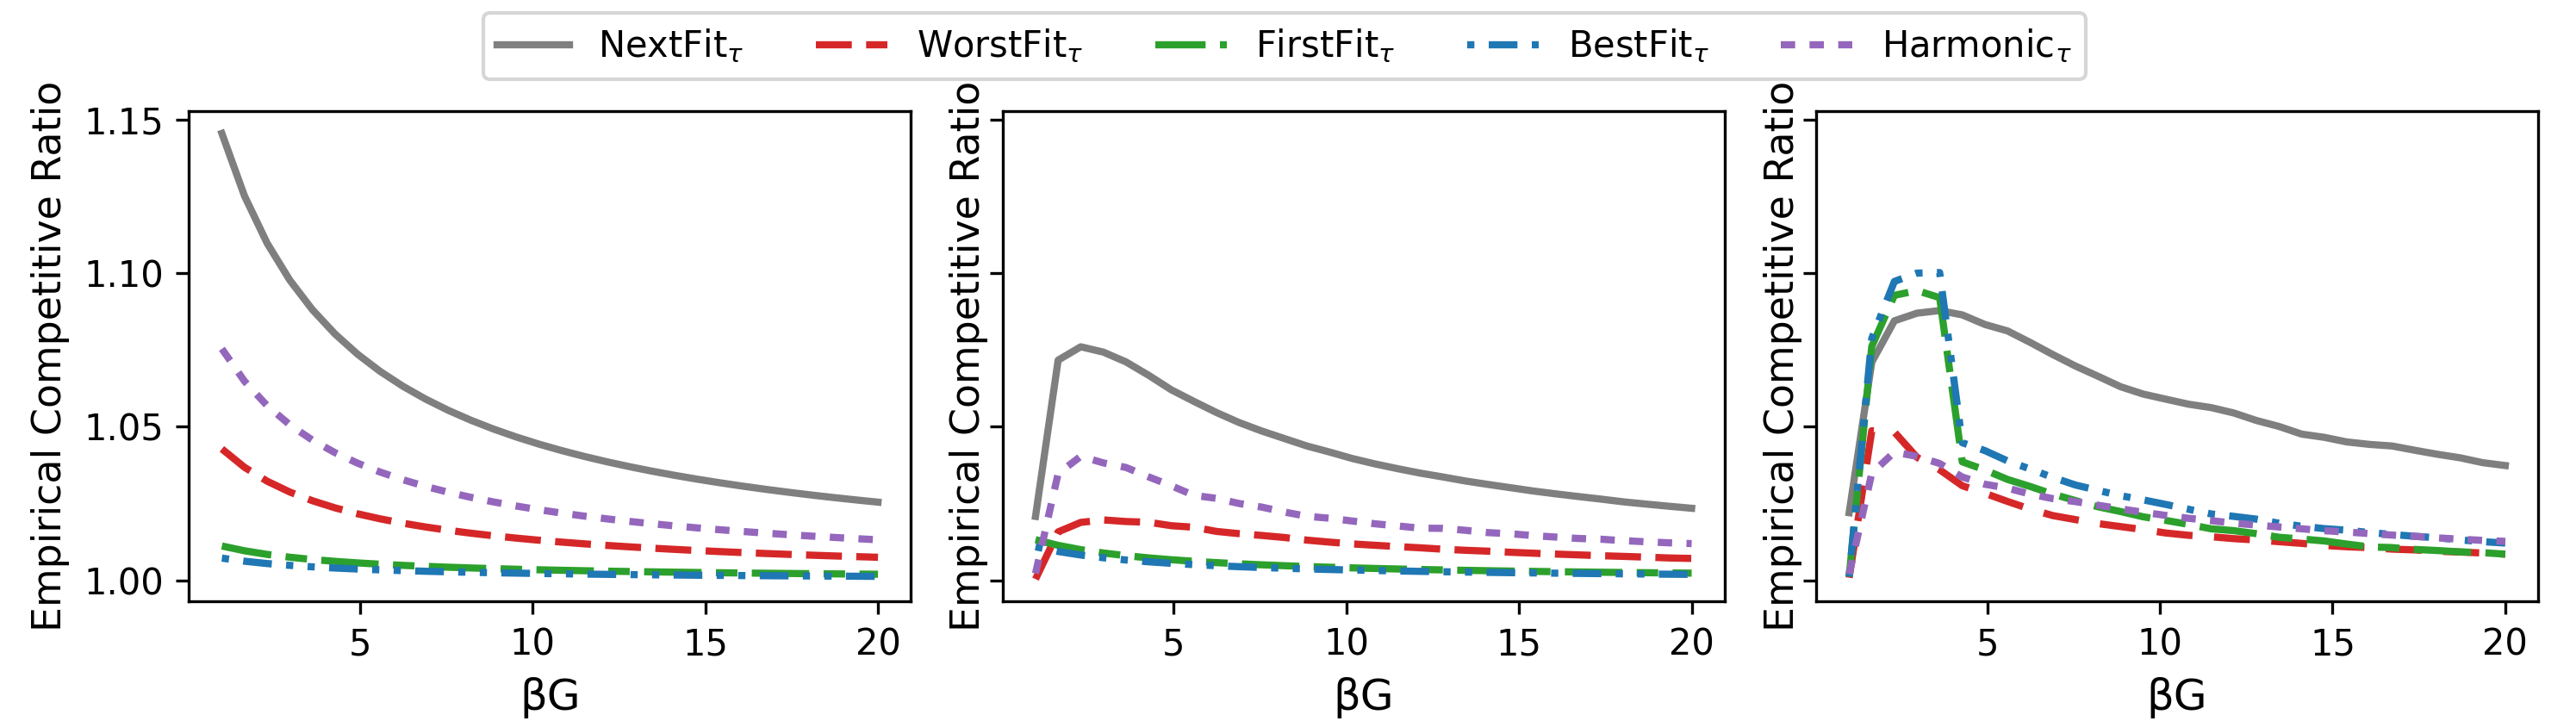 NextFitτ WorstFitτ FirstFitτ BestFitτ Harmonicτ
Empirical Competitive Ratio
1.15
1.10
1.05
1.00
5 10 15 20
βG
Empirical Competitive Ratio
5 10 15 20
βG
Empirical Competitive Ratio
5 10 15 20
βG